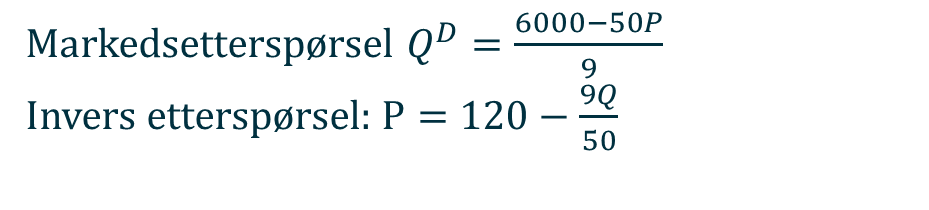 Markedsetterspørsel $Q^D = \frac{6000-50P}{9}$
Invers etterspørsel: P = 120 − $\frac{9Q}{50}$